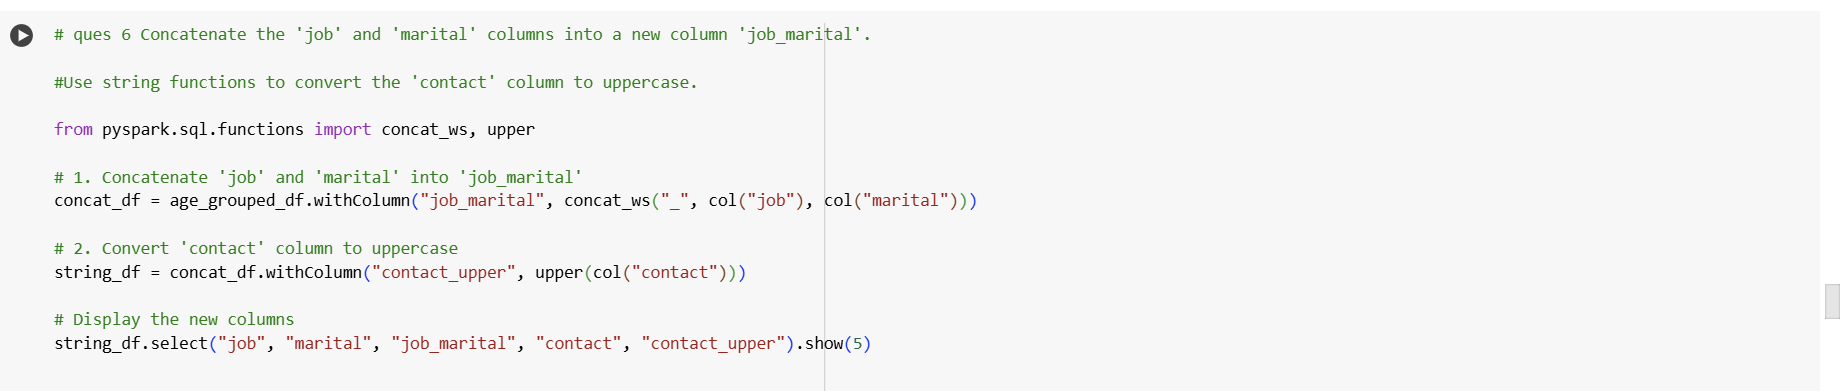 # ques 6 Concatenate the 'job' and 'marital' columns into a new column 'job_marital'.
#Use string functions to convert the 'contact' column to uppercase.
from pyspark.sql.functions import concat_ws, upper
# 1. Concatenate 'job' and 'marital' into 'job_marital'
concat_df = age_grouped_df.withColumn("job_marital", concat_ws("_", col("job"), col("marital")))
# 2. Convert 'contact' column to uppercase
string_df = concat_df.withColumn("contact_upper", upper(col("contact")))
# Display the new columns
string_df.select("job", "marital", "job_marital", "contact", "contact_upper").show(5)